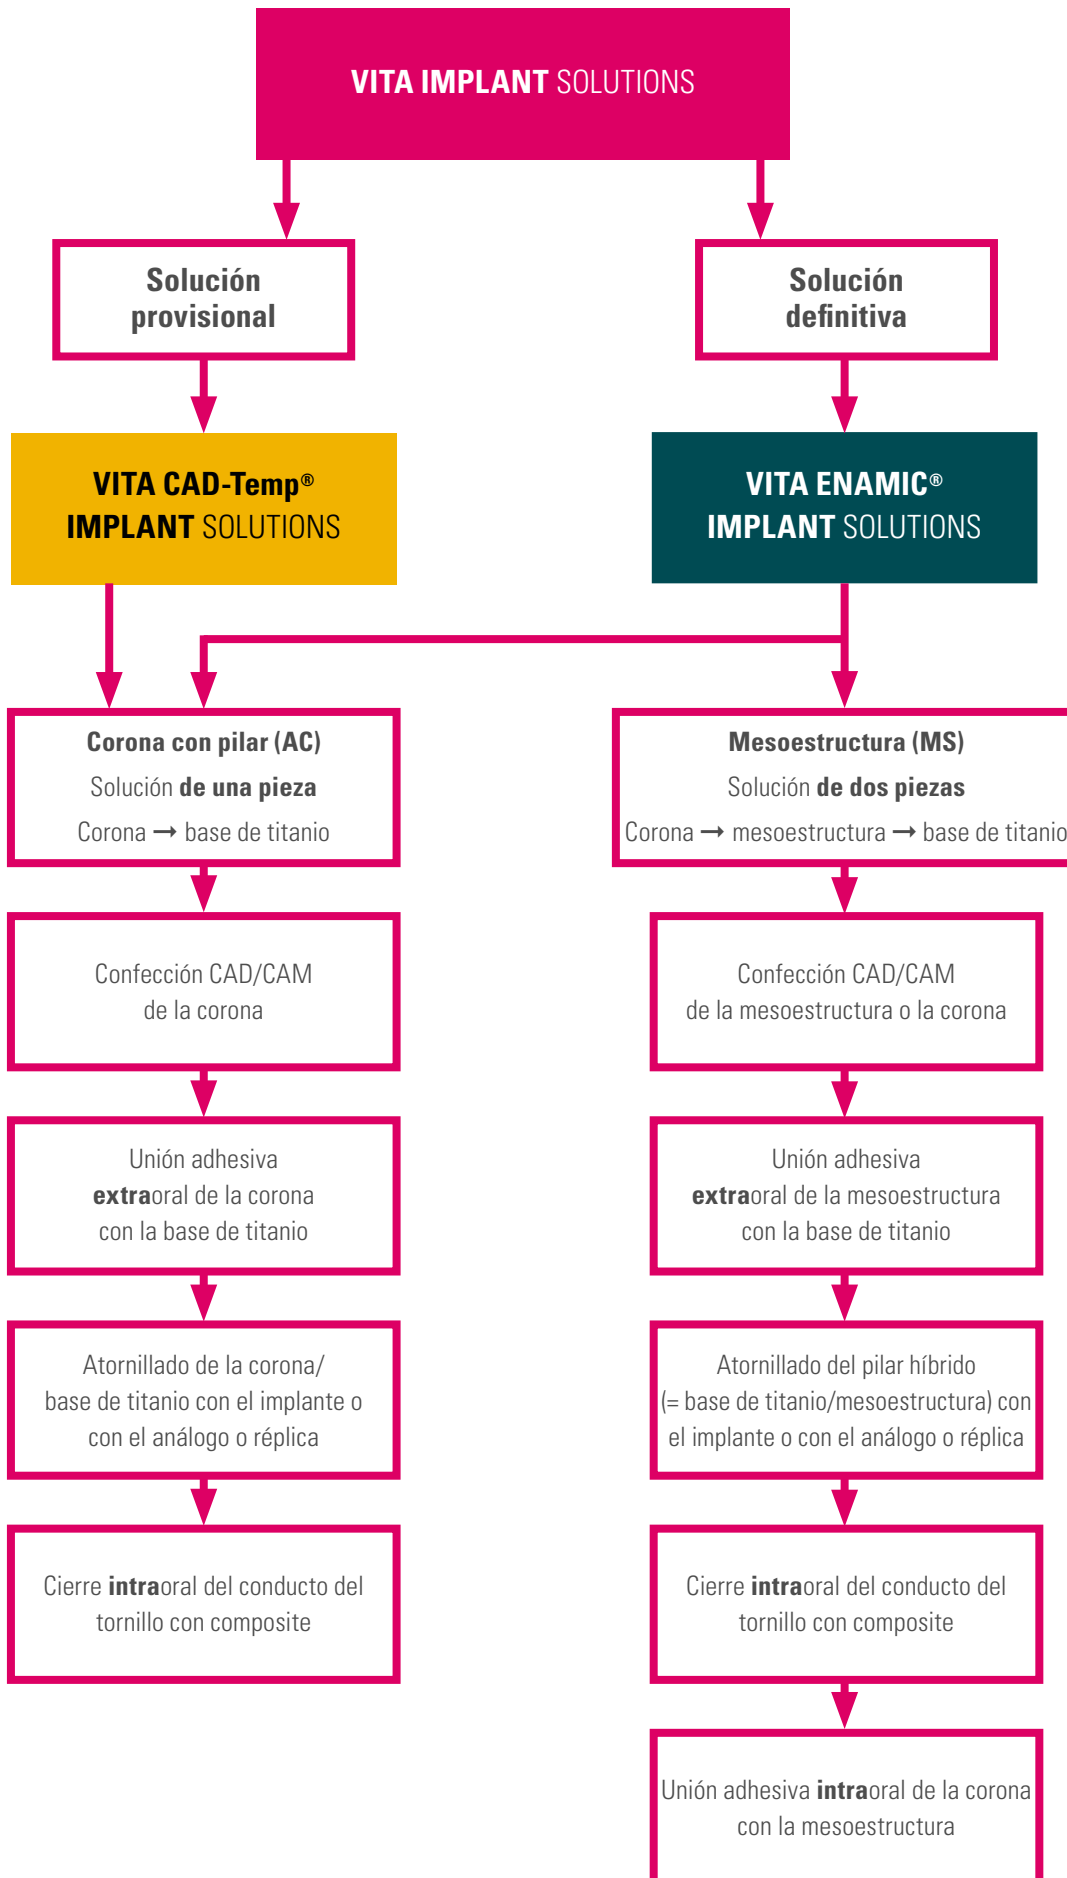 VITA IMPLANT SOLUTIONS
Solución
provisional
Solución
definitiva
VITA CAD-Temp®
IMPLANT SOLUTIONS
VITA ENAMIC®
IMPLANT SOLUTIONS
Corona con pilar (AC)
Solución de una pieza
Corona → base de titanio
Mesoestructura (MS)
Solución de dos piezas
Corona → mesoestructura → base de titanio
Confección CAD/CAM
de la corona
Confección CAD/CAM
de la mesoestructura o la corona
Unión adhesiva
extraoral de la corona
con la base de titanio
Unión adhesiva
extraoral de la mesoestructura
con la base de titanio
Atornillado de la corona/
base de titanio con el implante o
con el análogo o réplica
Atornillado del pilar híbrido
(= base de titanio/mesoestructura) con
el implante o con el análogo o réplica
Cierre intraoral del conducto del
tornillo con composite
Cierre intraoral del conducto del
tornillo con composite
Unión adhesiva intraoral de la corona
con la mesoestructura